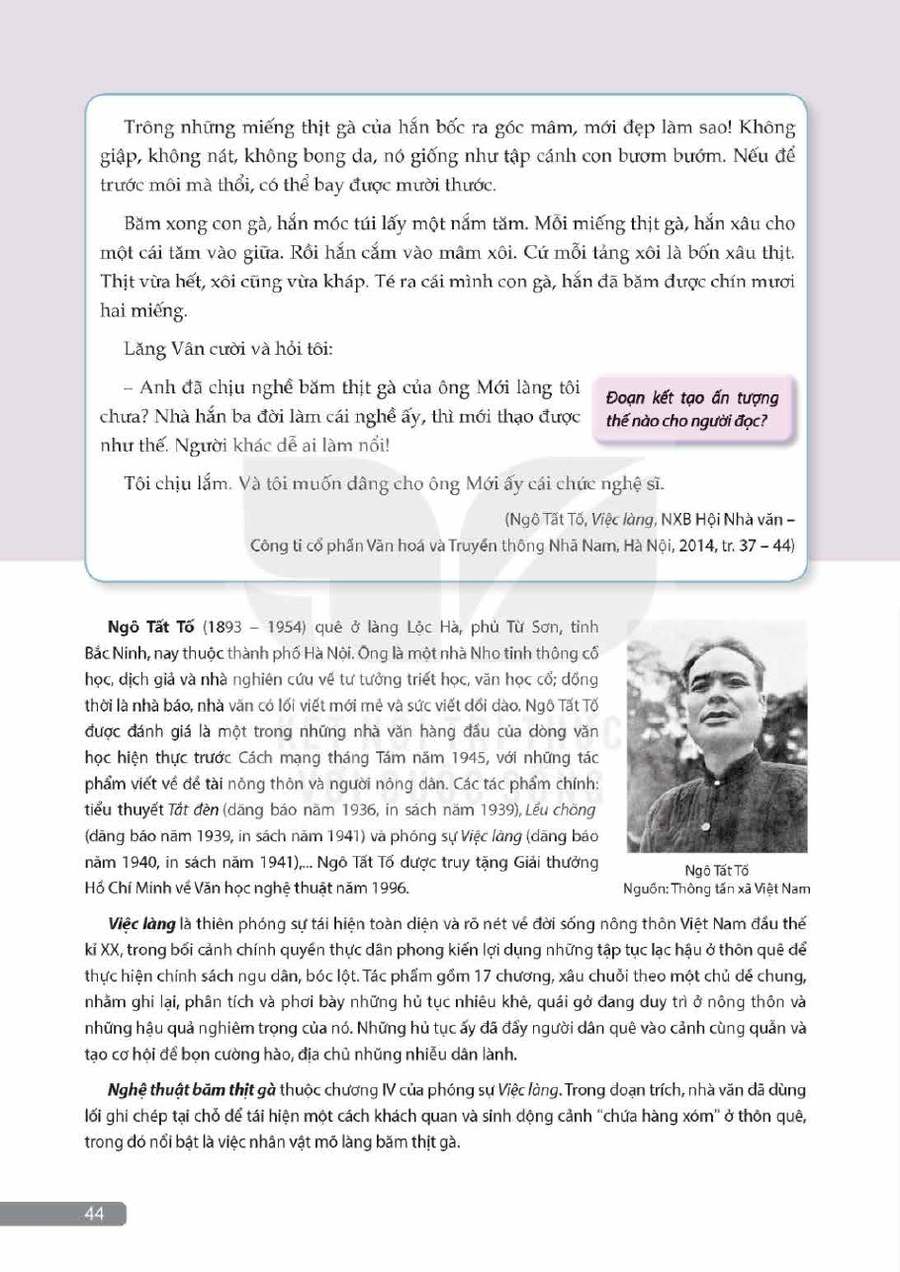 Trông những miếng thịt gà của hắn bốc ra góc mâm, mới đẹp làm sao! Không
giập, không nát, không bong da, nó giống như tập cánh con bươm bướm. Nếu để
trước môi mà thổi, có thể bay được mười thước.
Băm xong con gà, hắn móc túi lấy một nắm tăm. Mỗi miếng thịt gà, hắn xâu cho
một cái tăm vào giữa. Rồi hắn cắm vào mâm xôi. Cứ mỗi tảng xôi là bốn xâu thịt.
Thịt vừa hết, xôi cũng vừa kháp. Té ra cái mình con gà, hắn đã băm được chín mươi
hai miếng.
Lăng Vân cười và hỏi tôi:
– Anh đã chịu nghề băm thịt gà của ông Mới làng tôi
chưa? Nhà hắn ba đời làm cái nghề ấy, thì mới thạo được
như thế. Người khác dễ ai làm nổi!
Đoạn kết tạo ấn tượng
thế nào cho người đọc?
Tôi chịu lắm. Và tôi muốn dâng cho ông Mới ấy cái chức nghệ sĩ.
(Ngô Tất Tố, Việc làng, NXB Hội Nhà văn –
Công ti cổ phần Văn hoá và Truyền thông Nhã Nam, Hà Nội, 2014, tr. 37 – 44)
Ngô Tất Tố (1893 – 1954) quê ở làng Lộc Hà, phủ Từ Sơn, tỉnh
Bắc Ninh, nay thuộc thành phố Hà Nội. Ông là một nhà Nho tinh thông cổ
học, dịch giả và nhà nghiên cứu về tư tưởng triết học, văn học cổ; đồng
thời là nhà báo, nhà văn có lối viết mới mẻ và sức viết dồi dào. Ngô Tất Tố
được đánh giá là một trong những nhà văn hàng đầu của dòng văn
học hiện thực trước Cách mạng tháng Tám năm 1945, với những tác
phẩm viết về đề tài nông thôn và người nông dân. Các tác phẩm chính:
tiểu thuyết Tắt đèn (đăng báo năm 1936, in sách năm 1939), Lều chõng
(đăng báo năm 1939, in sách năm 1941) và phóng sự Việc làng (đăng báo
năm 1940, in sách năm 1941),... Ngô Tất Tố được truy tặng Giải thưởng
Hồ Chí Minh về Văn học nghệ thuật năm 1996.
Ngô Tất Tố
Nguồn: Thông tấn xã Việt Nam
Việc làng là thiên phóng sự tái hiện toàn diện và rõ nét về đời sống nông thôn Việt Nam đầu thế
kỉ XX, trong bối cảnh chính quyền thực dân phong kiến lợi dụng những tập tục lạc hậu ở thôn quê để
thực hiện chính sách ngu dân, bóc lột. Tác phẩm gồm 17 chương, xâu chuỗi theo một chủ đề chung,
nhằm ghi lại, phân tích và phơi bày những hủ tục nhiêu khê, quái gở đang duy trì ở nông thôn và
những hậu quả nghiêm trọng của nó. Những hủ tục ấy đã đẩy người dân quê vào cảnh cùng quẫn và
tạo cơ hội để bọn cường hào, địa chủ nhũng nhiễu dân lành.
Nghệ thuật băm thịt gà thuộc chương IV của phóng sự Việc làng. Trong đoạn trích, nhà văn đã dùng
lối ghi chép tại chỗ để tái hiện một cách khách quan và sinh động cảnh "chứa hàng xóm" ở thôn quê,
trong đó nổi bật là việc nhân vật mõ làng băm thịt gà.
KẾT NỐI TRI THỨC
VỚI CUỘC SỐNG
44